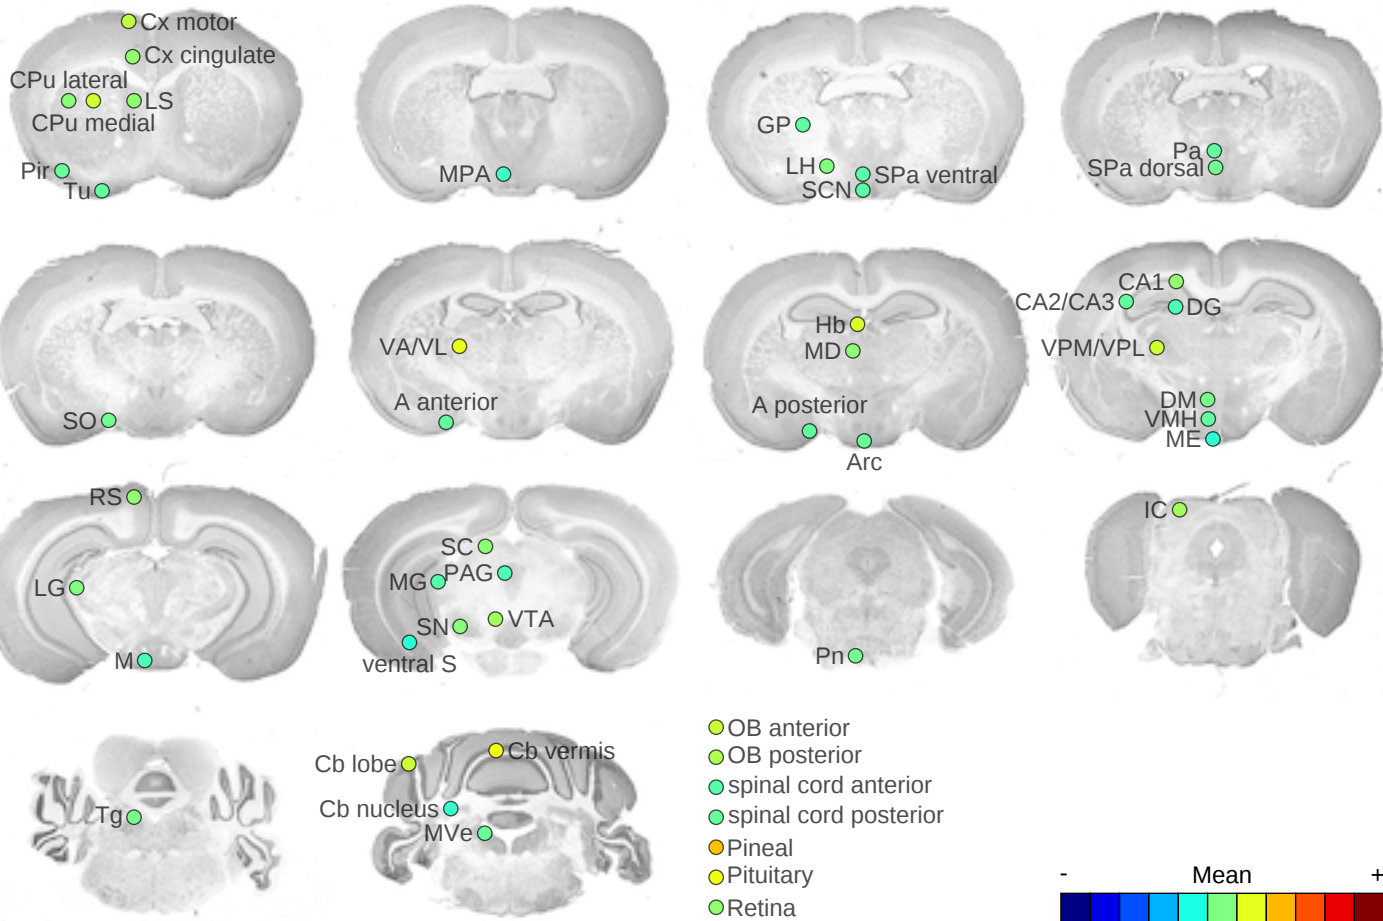 Cx motor
Cx cingulate
CPu lateral
LS
CPu medial
Pir
Tu
MPA
GP
LH
SPa ventral
SCN
Pa
SPa dorsal
SO
VA/VL
A anterior
Hb
MD
A posterior
Arc
CA1
CA2/CA3
DG
VPM/VPL
DM
VMH
ME
RS
LG
M
SC
MG
PAG
SN
VTA
ventral S
Pn
IC
Tg
Cb lobe
Cb vermis
Cb nucleus
MVe
OB anterior
OB posterior
spinal cord anterior
spinal cord posterior
Pineal
Pituitary
Retina
- Mean +